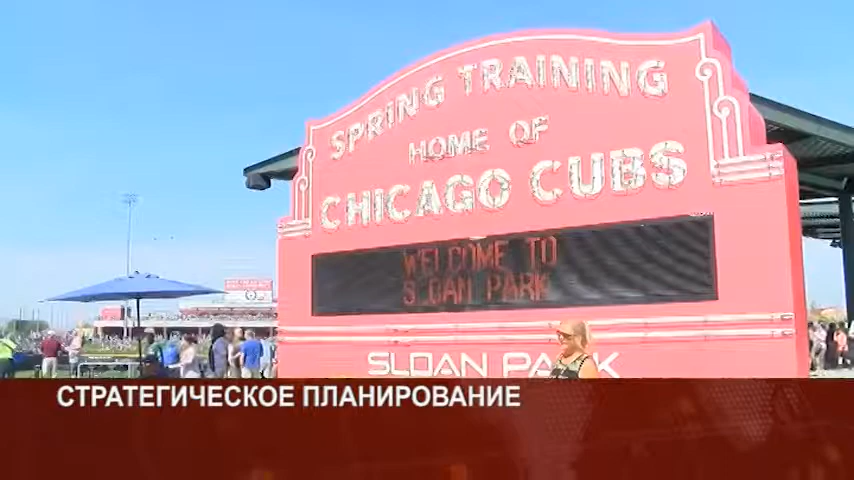 SPRING TRAINING
HOME OF
CHICAGO CUBS
WELCOME TO
SLOAN PARK
SLOAN PARK
СТРАТЕГИЧЕСКОЕ ПЛАНИРОВАНИЕ